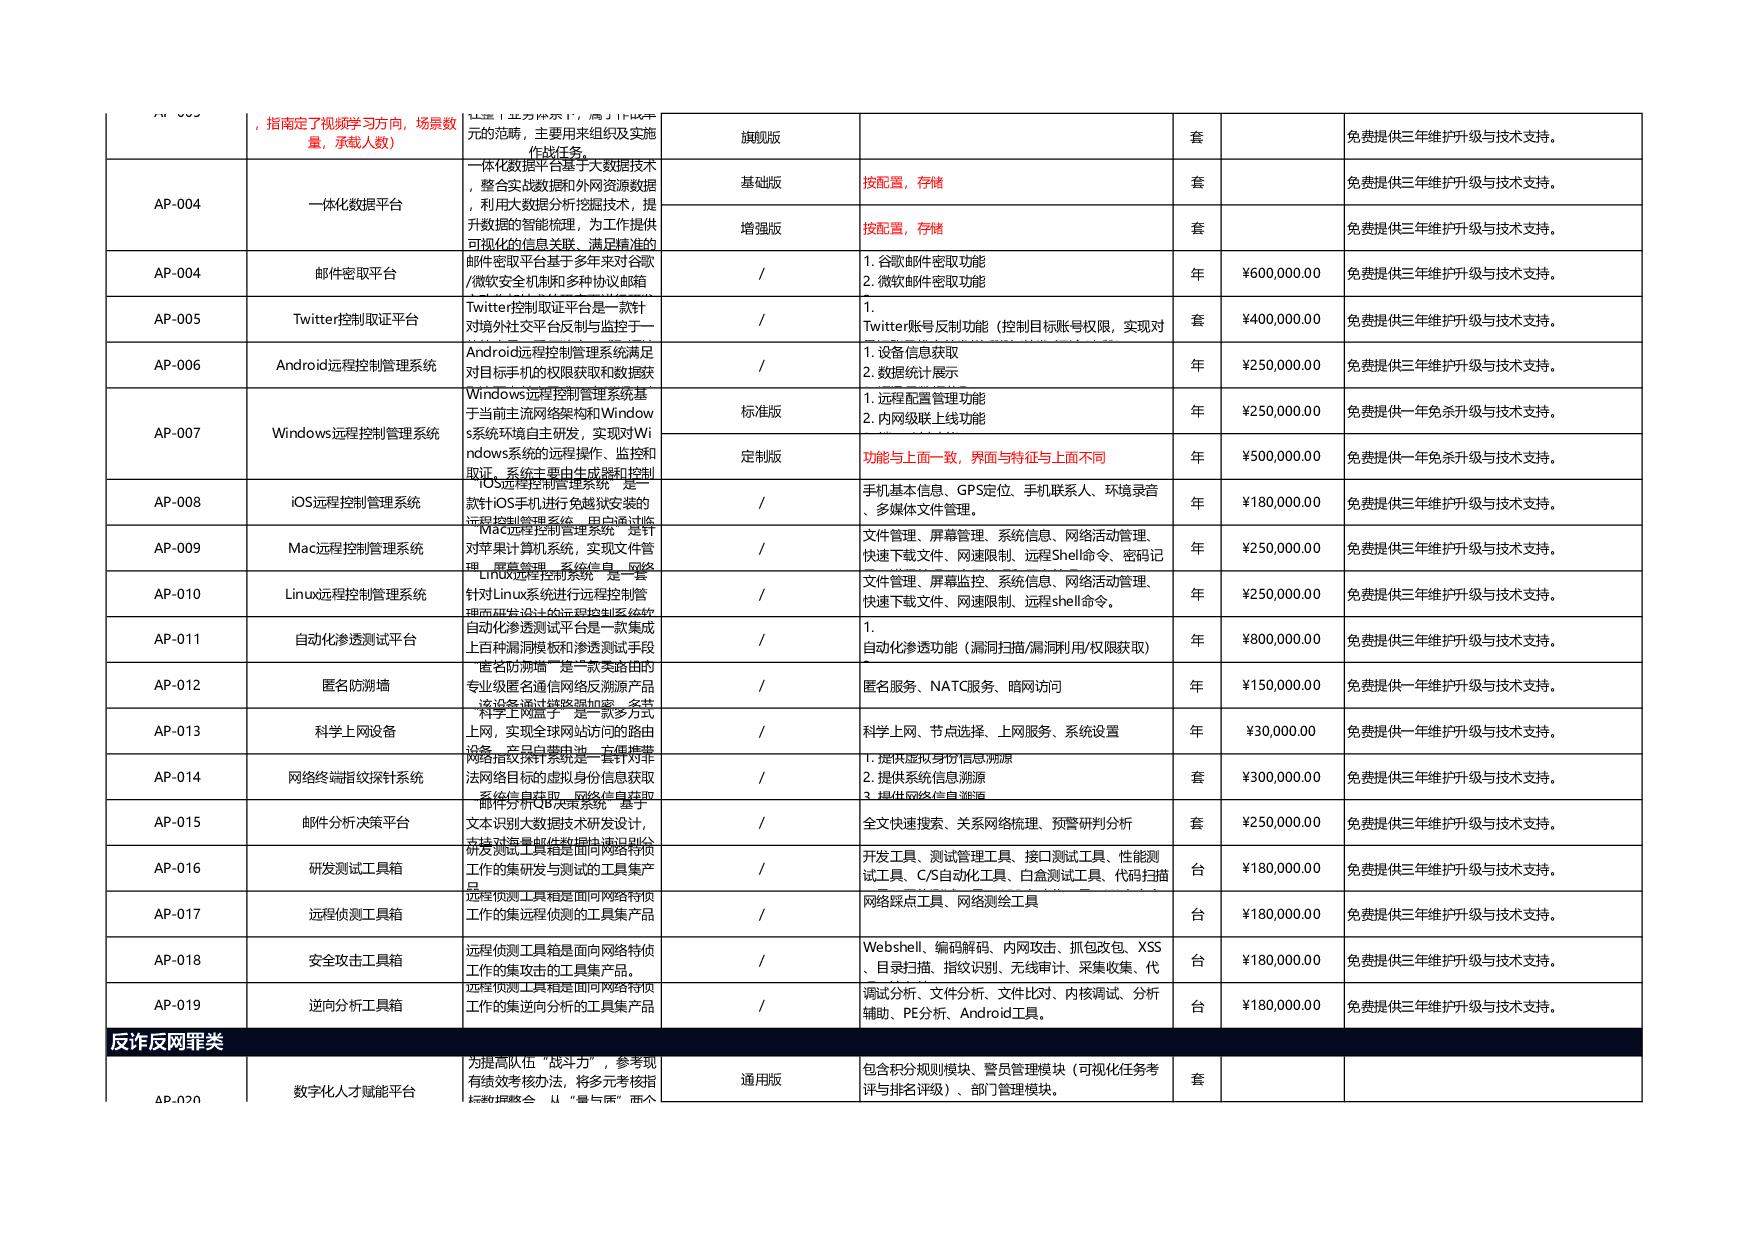 ，指南定了视频学习方向，场景数
量，承载人数）
元的范畴，主要用来组织及实施
作战任务。
旗舰版
套
免费提供三年维护升级与技术支持。
AP-004
一体化数据平台
一体化数据平台基于大数据技术
，整合实战数据和外网资源数据
，利用大数据分析挖掘技术，提
升数据的智能梳理，为工作提供
可视化的信息关联、满足精准的
基础版
按配置，存储
套
免费提供三年维护升级与技术支持。
增强版
按配置，存储
套
免费提供三年维护升级与技术支持。
AP-004
邮件密取平台
邮件密取平台基于多年来对谷歌
/微软安全机制和多种协议邮箱
/
1. 谷歌邮件密取功能
2. 微软邮件密取功能
年
¥600,000.00
免费提供三年维护升级与技术支持。
AP-005
Twitter控制取证平台
Twitter控制取证平台是一款针
对境外社交平台反制与监控于一
/
1.
Twitter账号反制功能（控制目标账号权限，实现对
套
¥400,000.00
免费提供三年维护升级与技术支持。
AP-006
Android远程控制管理系统
Android远程控制管理系统满足
对目标手机的权限获取和数据获
/
1. 设备信息获取
2. 数据统计展示
年
¥250,000.00
免费提供三年维护升级与技术支持。
AP-007
Windows远程控制管理系统
Windows远程控制管理系统基
于当前主流网络架构和Window
s系统环境自主研发，实现对Wi
ndows系统的远程操作、监控和
取证。系统主要由生成器和控制
标准版
1. 远程配置管理功能
2. 内网级联上线功能
年
¥250,000.00
免费提供一年免杀升级与技术支持。
定制版
功能与上面一致，界面与特征与上面不同
年
¥500,000.00
免费提供一年免杀升级与技术支持。
AP-008
iOS远程控制管理系统
“iOS远程控制管理系统”是一
款针iOS手机进行免越狱安装的
远程控制管理系统，用户通过临
/
手机基本信息、GPS定位、手机联系人、环境录音
、多媒体文件管理。
年
¥180,000.00
免费提供三年维护升级与技术支持。
AP-009
Mac远程控制管理系统
“Mac远程控制管理系统”是针
对苹果计算机系统，实现文件管
理、屏幕管理、系统信息、网络
/
文件管理、屏幕管理、系统信息、网络活动管理、
快速下载文件、网速限制、远程Shell命令、密码记
年
¥250,000.00
免费提供三年维护升级与技术支持。
AP-010
Linux远程控制管理系统
“Linux远程控制系统”是一套
针对Linux系统进行远程控制管
理而研发设计的远程控制系统软
/
文件管理、屏幕监控、系统信息、网络活动管理、
快速下载文件、网速限制、远程shell命令。
年
¥250,000.00
免费提供三年维护升级与技术支持。
AP-011
自动化渗透测试平台
自动化渗透测试平台是一款集成
上百种漏洞模板和渗透测试手段
/
1.
自动化渗透功能（漏洞扫描/漏洞利用/权限获取）
年
¥800,000.00
免费提供三年维护升级与技术支持。
AP-012
匿名防溯墙
“匿名防溯墙”是一款类路由的
专业级匿名通信网络反溯源产品
，该设备通过链路强加密、多节
/
匿名服务、NATC服务、暗网访问
年
¥150,000.00
免费提供一年维护升级与技术支持。
AP-013
科学上网设备
“科学上网盒子”是一款多方式
上网，实现全球网站访问的路由
设备，产品自带电池，方便携带
/
科学上网、节点选择、上网服务、系统设置
年
¥30,000.00
免费提供一年维护升级与技术支持。
AP-014
网络终端指纹探针系统
网络指纹探针系统是一套针对非
法网络目标的虚拟身份信息获取
、系统信息获取、网络信息获取
/
1. 提供虚拟身份信息溯源
2. 提供系统信息溯源
3. 提供网络信息溯源
套
¥300,000.00
免费提供三年维护升级与技术支持。
AP-015
邮件分析决策平台
“邮件分析QB决策系统”基于
文本识别大数据技术研发设计，
支持对海量邮件数据快速识别分
/
全文快速搜索、关系网络梳理、预警研判分析
套
¥250,000.00
免费提供三年维护升级与技术支持。
AP-016
研发测试工具箱
研发测试工具箱是面向网络特侦
工作的集研发与测试的工具集产
品
/
开发工具、测试管理工具、接口测试工具、性能测
试工具、C/S自动化工具、白盒测试工具、代码扫描
台
¥180,000.00
免费提供三年维护升级与技术支持。
AP-017
远程侦测工具箱
远程侦测工具箱是面向网络特侦
工作的集远程侦测的工具集产品
/
网络踩点工具、网络测绘工具
台
¥180,000.00
免费提供三年维护升级与技术支持。
AP-018
安全攻击工具箱
远程侦测工具箱是面向网络特侦
工作的集攻击的工具集产品。
/
Webshell、编码解码、内网攻击、抓包改包、XSS
、目录扫描、指纹识别、无线审计、采集收集、代
台
¥180,000.00
免费提供三年维护升级与技术支持。
AP-019
逆向分析工具箱
远程侦测工具箱是面向网络特侦
工作的集逆向分析的工具集产品
/
调试分析、文件分析、文件比对、内核调试、分析
辅助、PE分析、Android工具。
台
¥180,000.00
免费提供三年维护升级与技术支持。
反诈反网罪类
AP-020
数字化人才赋能平台
为提高队伍“战斗力”，参考现
有绩效考核办法，将多元考核指
标数据整合，从“量与质”两个
通用版
包含积分规则模块、警员管理模块（可视化任务考
评与排名评级）、部门管理模块。
套